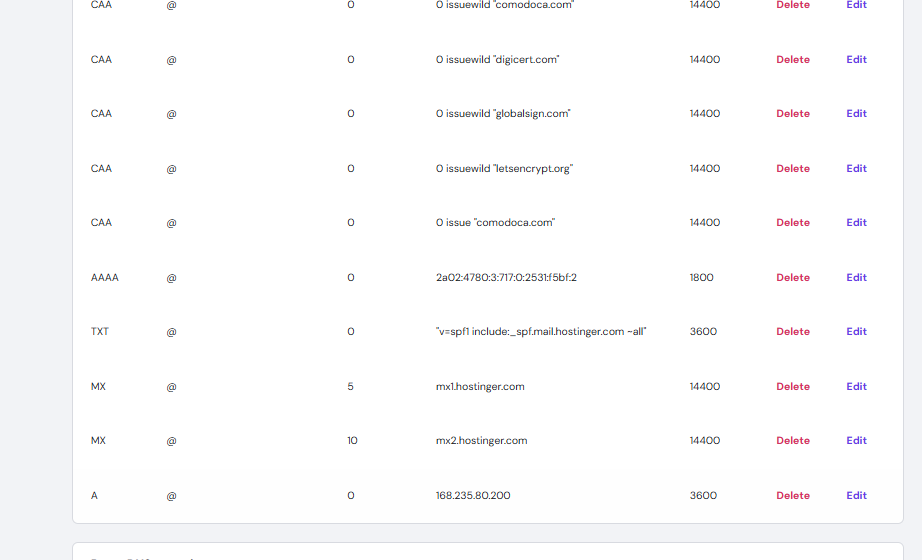 CAA @ 0 0 issuewild "comodoca.com" 14400 Delete Edit
CAA @ 0 0 issuewild "digicert.com" 14400 Delete Edit
CAA @ 0 0 issuewild "globalsign.com" 14400 Delete Edit
CAA @ 0 0 issuewild "letsencrypt.org" 14400 Delete Edit
CAA @ 0 0 issue "comodoca.com" 14400 Delete Edit
AAAA @ 0 2a02:4780:3:717:0:2531:f5bf:2 1800 Delete Edit
TXT @ 0 "v=spf1 include:_spf.mail.hostinger.com ~all" 3600 Delete Edit
MX @ 5 mx1.hostinger.com 14400 Delete Edit
MX @ 10 mx2.hostinger.com 14400 Delete Edit
A @ 0 168.235.80.200 3600 Delete Edit